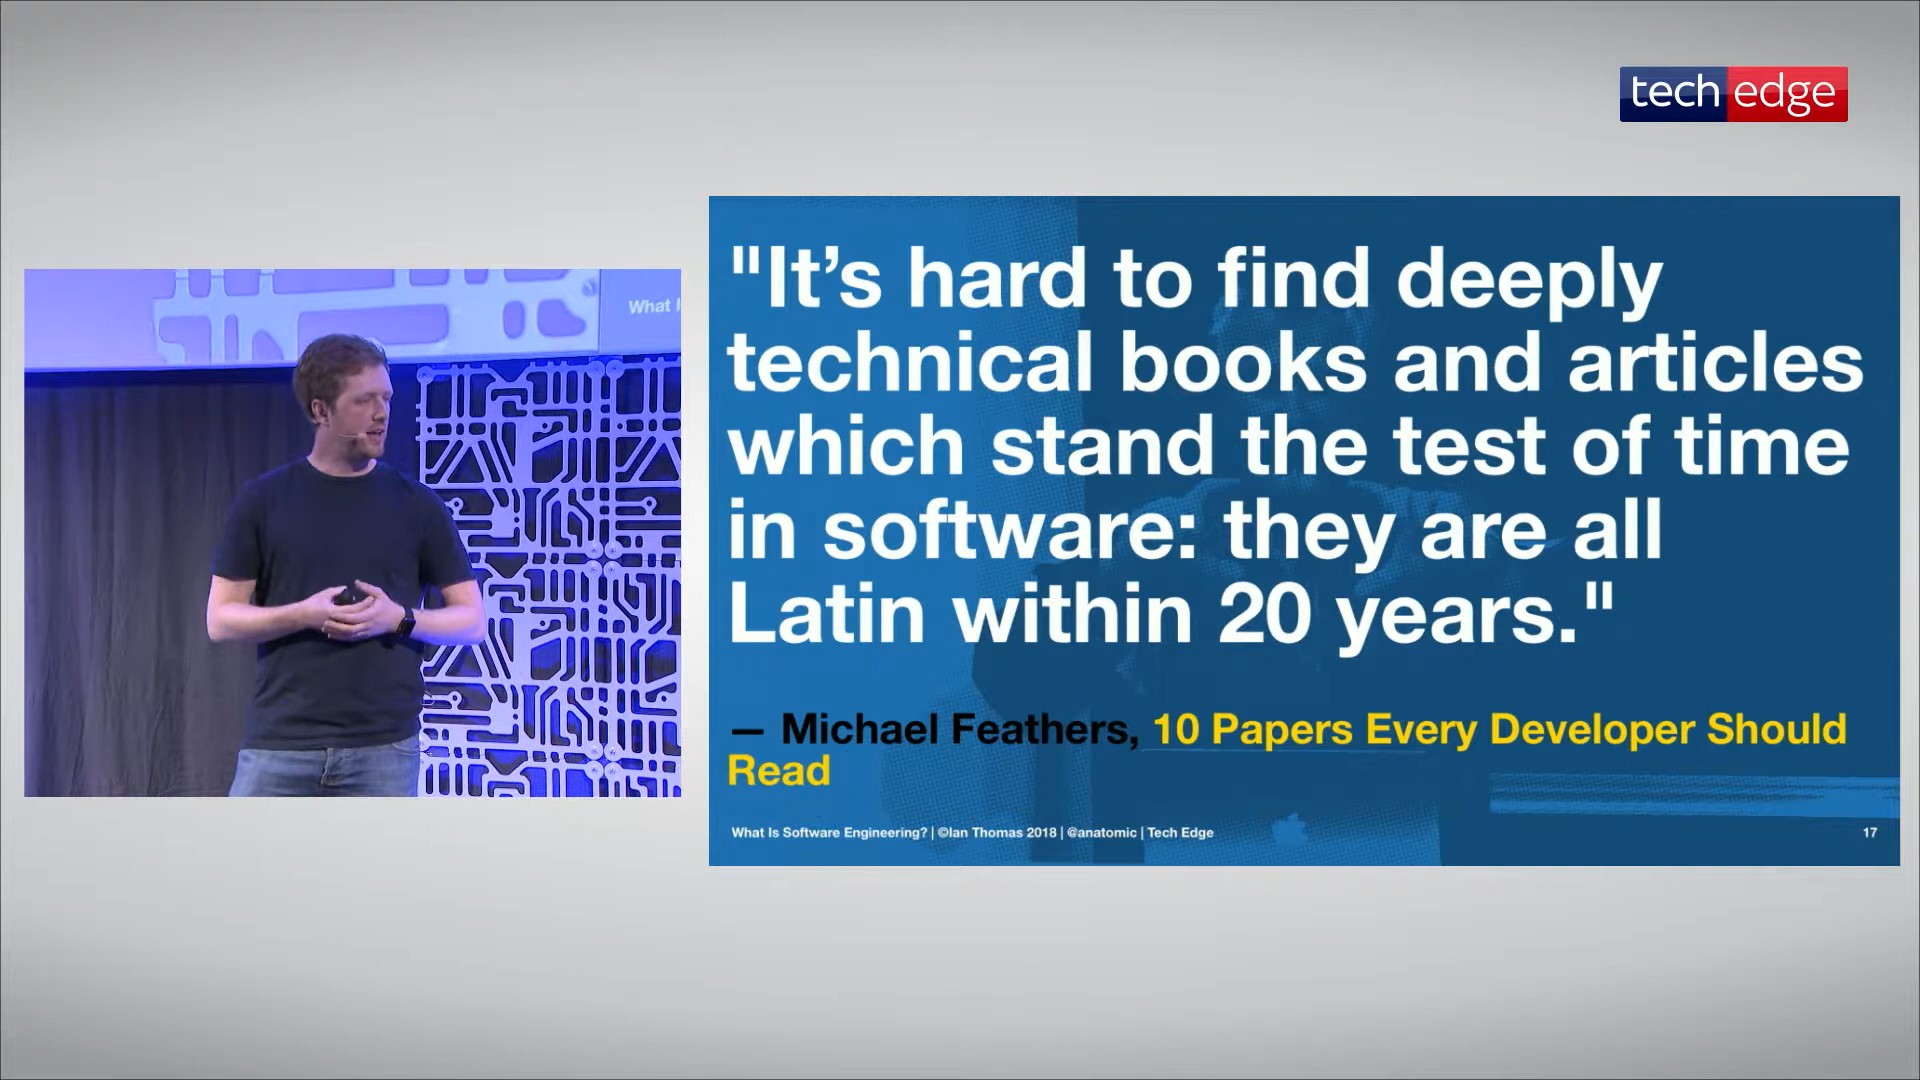 tech edge
What I
"It’s hard to find deeply
technical books and articles
which stand the test of time
in software: they are all
Latin within 20 years."
— Michael Feathers, 10 Papers Every Developer Should
Read
What Is Software Engineering? | ©Ian Thomas 2018 | @anatomic | Tech Edge
17